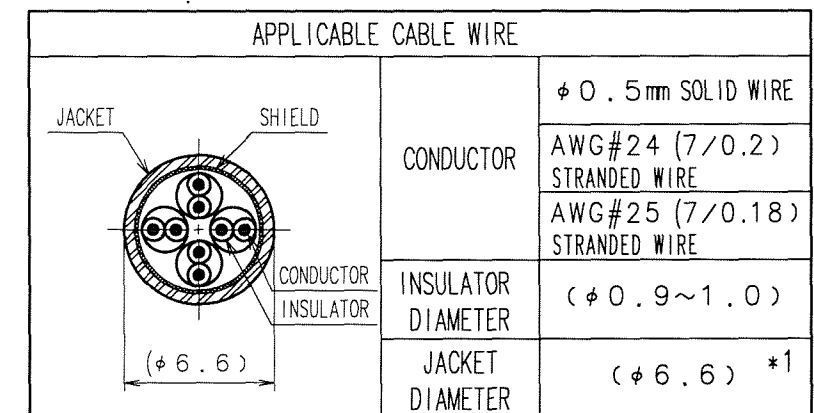 APPLICABLE CABLE WIRE
JACKET
SHIELD
CONDUCTOR
INSULATOR
(φ6.6)
CONDUCTOR
φ0.5mm SOLID WIRE
AWG#24 (7/0.2)
STRANDED WIRE
AWG#25 (7/0.18)
STRANDED WIRE
INSULATOR
DIAMETER
(φ0.9~1.0)
JACKET
DIAMETER
(φ6.6) *1